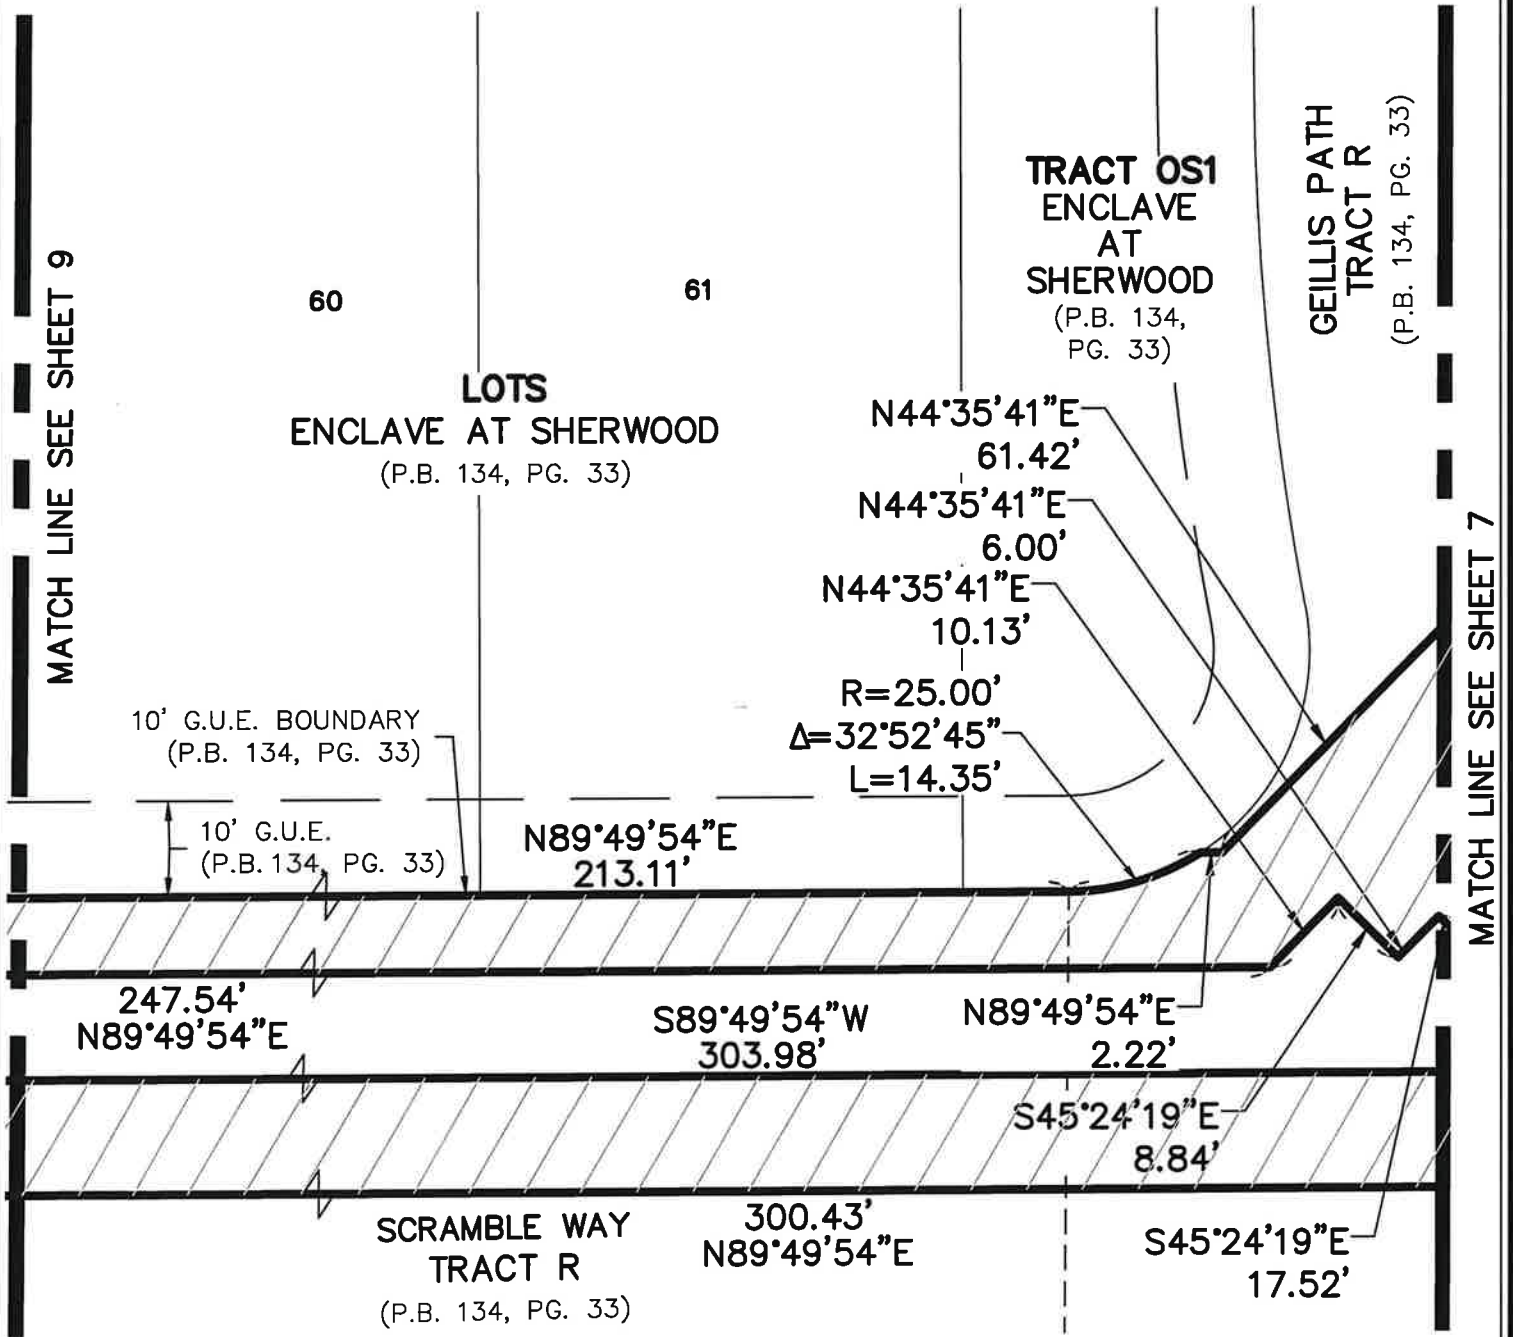 MATCH LINE SEE SHEET 9
60
61
LOTS
ENCLAVE AT SHERWOOD
(P.B. 134, PG. 33)
TRACT OS1
ENCLAVE
AT
SHERWOOD
(P.B. 134,
PG. 33)
GEILLIS PATH
TRACT R
(P.B. 134, PG. 33)
N44°35'41"E
61.42'
N44°35'41"E
6.00'
N44°35'41"E
10.13'
R=25.00'
Δ=32°52'45"
L=14.35'
MATCH LINE SEE SHEET 7
10' G.U.E. BOUNDARY
(P.B. 134, PG. 33)
10' G.U.E.
(P.B. 134, PG. 33)
N89°49'54"E
213.11'
247.54'
N89°49'54"E
S89°49'54"W
303.98'
N89°49'54"E
2.22'
S45°24'19"E
8.84'
SCRAMBLE WAY
TRACT R
(P.B. 134, PG. 33)
300.43'
N89°49'54"E
S45°24'19"E
17.52'